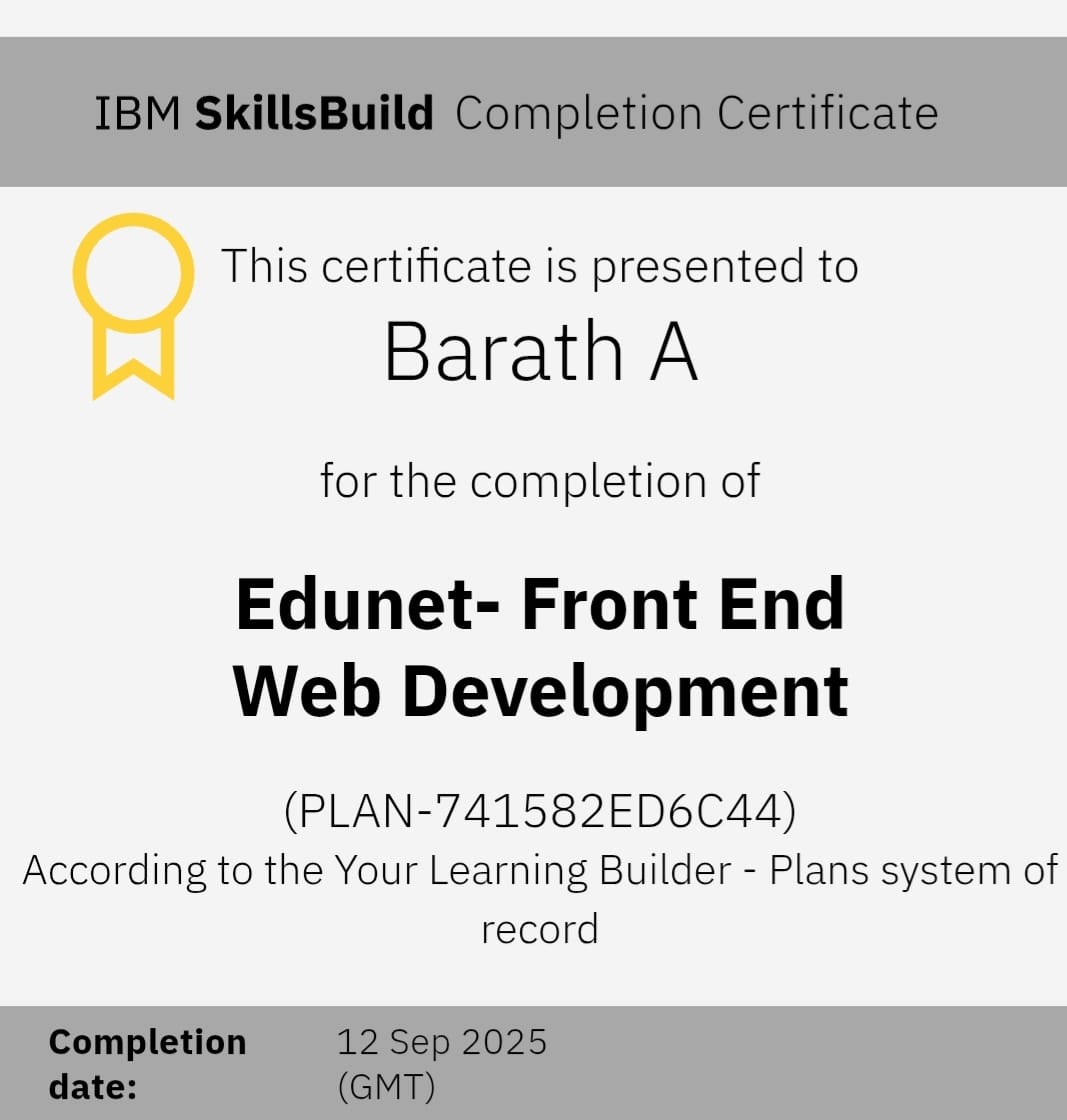 IBM SkillsBuild Completion Certificate
This certificate is presented to
Barath A
for the completion of
Edunet- Front End
Web Development
(PLAN-741582ED6C44)
According to the Your Learning Builder - Plans system of
record
Completion date:
12 Sep 2025 (GMT)